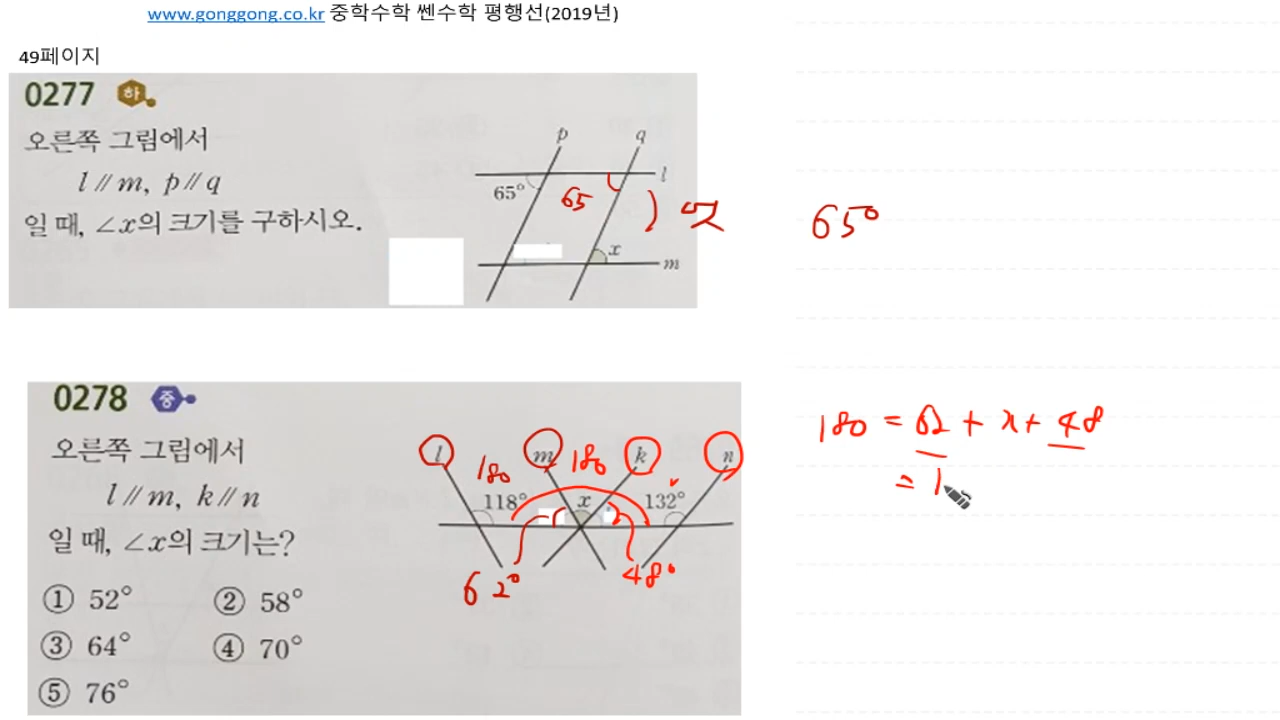 www.gonggong.co.kr 중학수학 쎈수학 평행선(2019년)
49페이지
0277 하
오른쪽 그림에서
l // m, p // q
일 때, ∠x의 크기를 구하시오.
p q
l
65° 65
x
m
65°
0278 중
오른쪽 그림에서
l // m, k // n
일 때, ∠x의 크기는?
① 52° ② 58°
③ 64° ④ 70°
⑤ 76°
l m k n
180 180
118° x 132°
62° 48°
180 = 62 + x + 48
= 1